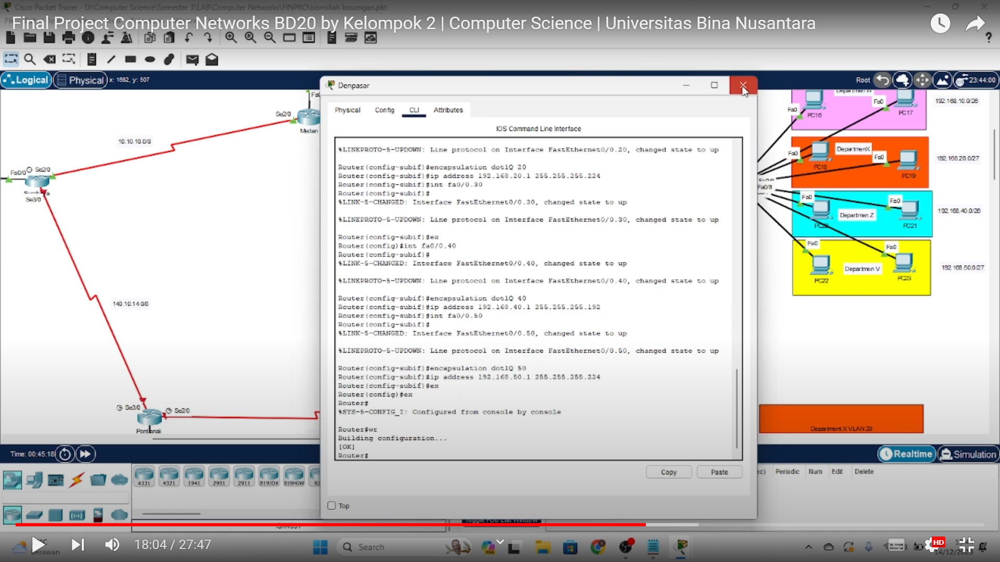 Cisco Packet Tracer - D:\Computer Science\Semester 3\LAB\Computer Networks\FINPRO\bismillah kosongan.pkt
Final Project Computer Networks BD20 by Kelompok 2 | Computer Science | Universitas Bina Nusantara
Logical
Physical
x: 1682, y: 507
Root
23:44:00
Fa0/0
Se2/0
Se3/0
10.10.10.0/8
Se2/0
Medan
140.10.14.0/8
Se3/0
Se2/0
Pontianak
Denpasar
Physical
Config
CLI
Attributes
IOS Command Line Interface
%LINEPROTO-5-UPDOWN: Line protocol on Interface FastEthernet0/0.20, changed state to up
Router(config-subif)#encapsulation dot1Q 20
Router(config-subif)#ip address 192.168.20.1 255.255.255.224
Router(config-subif)#int fa0/0.30
Router(config-subif)#
%LINK-5-CHANGED: Interface FastEthernet0/0.30, changed state to up
%LINEPROTO-5-UPDOWN: Line protocol on Interface FastEthernet0/0.30, changed state to up
Router(config-subif)#ex
Router(config)#int fa0/0.40
Router(config-subif)#
%LINK-5-CHANGED: Interface FastEthernet0/0.40, changed state to up
%LINEPROTO-5-UPDOWN: Line protocol on Interface FastEthernet0/0.40, changed state to up
Router(config-subif)#encapsulation dot1Q 40
Router(config-subif)#ip address 192.168.40.1 255.255.255.192
Router(config-subif)#int fa0/0.50
Router(config-subif)#
%LINK-5-CHANGED: Interface FastEthernet0/0.50, changed state to up
%LINEPROTO-5-UPDOWN: Line protocol on Interface FastEthernet0/0.50, changed state to up
Router(config-subif)#encapsulation dot1Q 50
Router(config-subif)#ip address 192.168.50.1 255.255.255.224
Router(config-subif)#ex
Router(config)#ex
Router#
%SYS-5-CONFIG_I: Configured from console by console
Router#wr
Building configuration...
[OK]
Router#
Copy
Paste
Top
Fa0
PC16
Fa0
PC17
192.168.10.0/26
Fa0
PC18
DepartmenX
Fa0
PC19
192.168.20.0/27
Fa0/8
Fa0
PC20
Departmen Z
Fa0
PC21
192.168.40.0/26
Fa0
PC22
Departmen V
Fa0
PC23
192.168.50.0/27
Department X VLAN 20
Time: 00:45:18
Realtime
Simulation
Periodic
Num
Edit
Delete
4331
4321
1941
2901
2911
819IOX
819HGW
Toggle PDU List Window
18:04 / 27:47
Search
HD